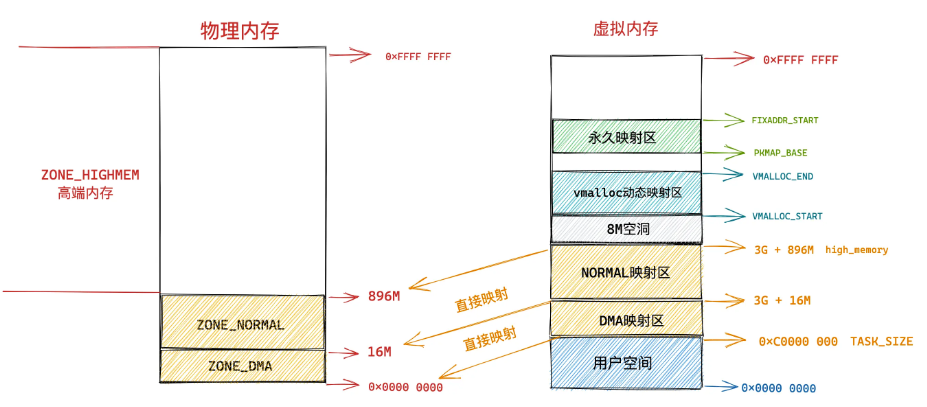 物理内存
0×FFFF FFFF
ZONE_HIGHMEM
高端内存
896M
ZONE_NORMAL
16M
ZONE_DMA
0×0000 0000
直接映射
直接映射
虚拟内存
0×FFFF FFFF
FIXADDR_START
永久映射区
PKMAP_BASE
VMALLOC_END
vmalloc动态映射区
VMALLOC_START
8M空洞
3G + 896M high_memory
NORMAL映射区
3G + 16M
DMA映射区
0×C0000 000 TASK_SIZE
用户空间
0×0000 0000